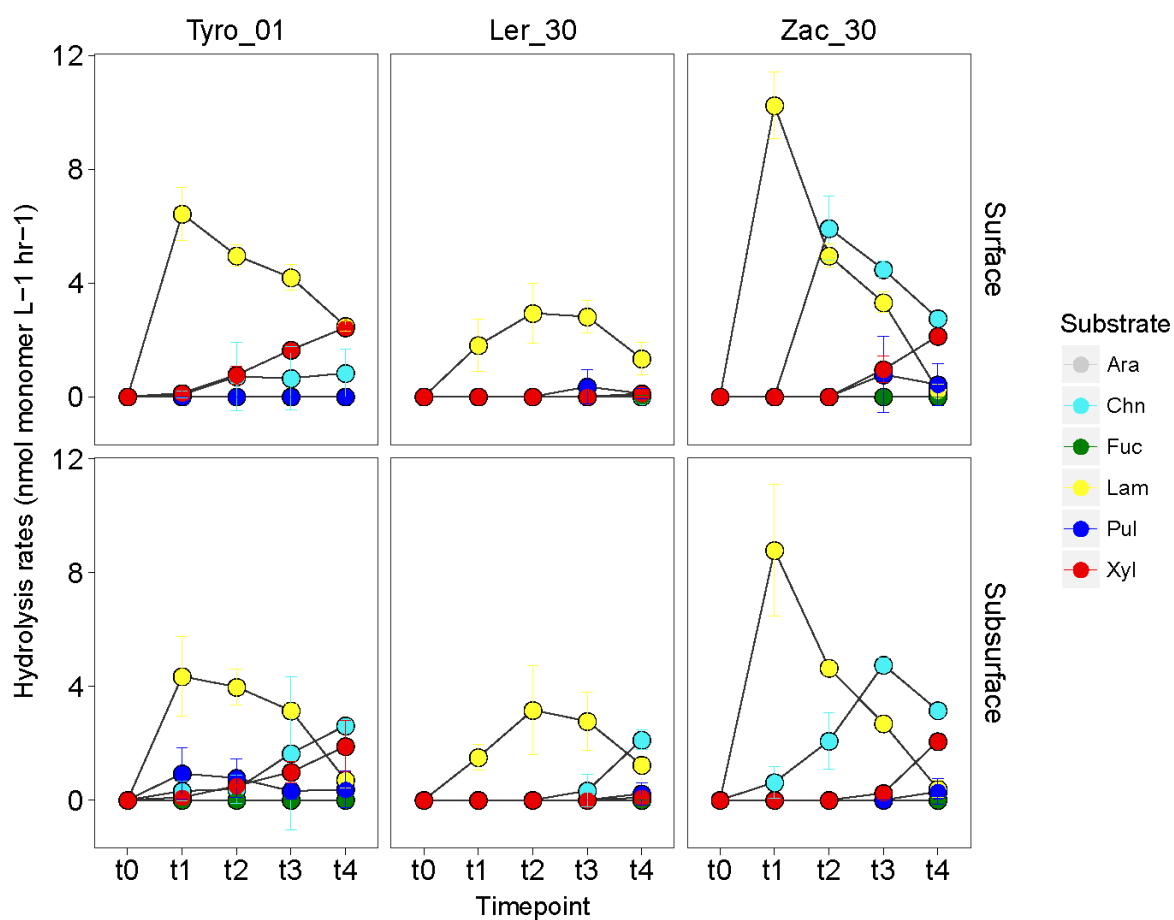 Tyro_01 Ler_30 Zac_30
Hydrolysis rates (nmol monomer L−1 hr−1)
12
8
4
0
Surface
12
8
4
0
Subsurface
t0 t1 t2 t3 t4 t0 t1 t2 t3 t4 t0 t1 t2 t3 t4
Timepoint
Substrate
Ara
Chn
Fuc
Lam
Pul
Xyl